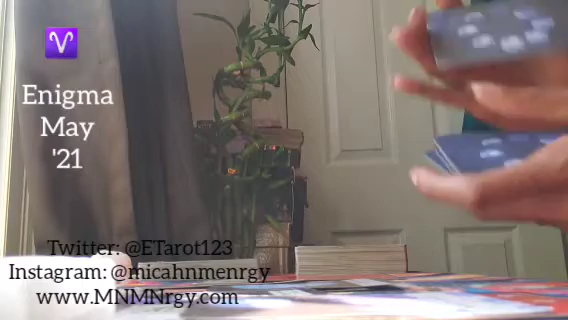 ♈
Enigma
May
'21
Twitter: @ETarot123
Instagram: @micahnmenrgy
www.MNMNrgy.com